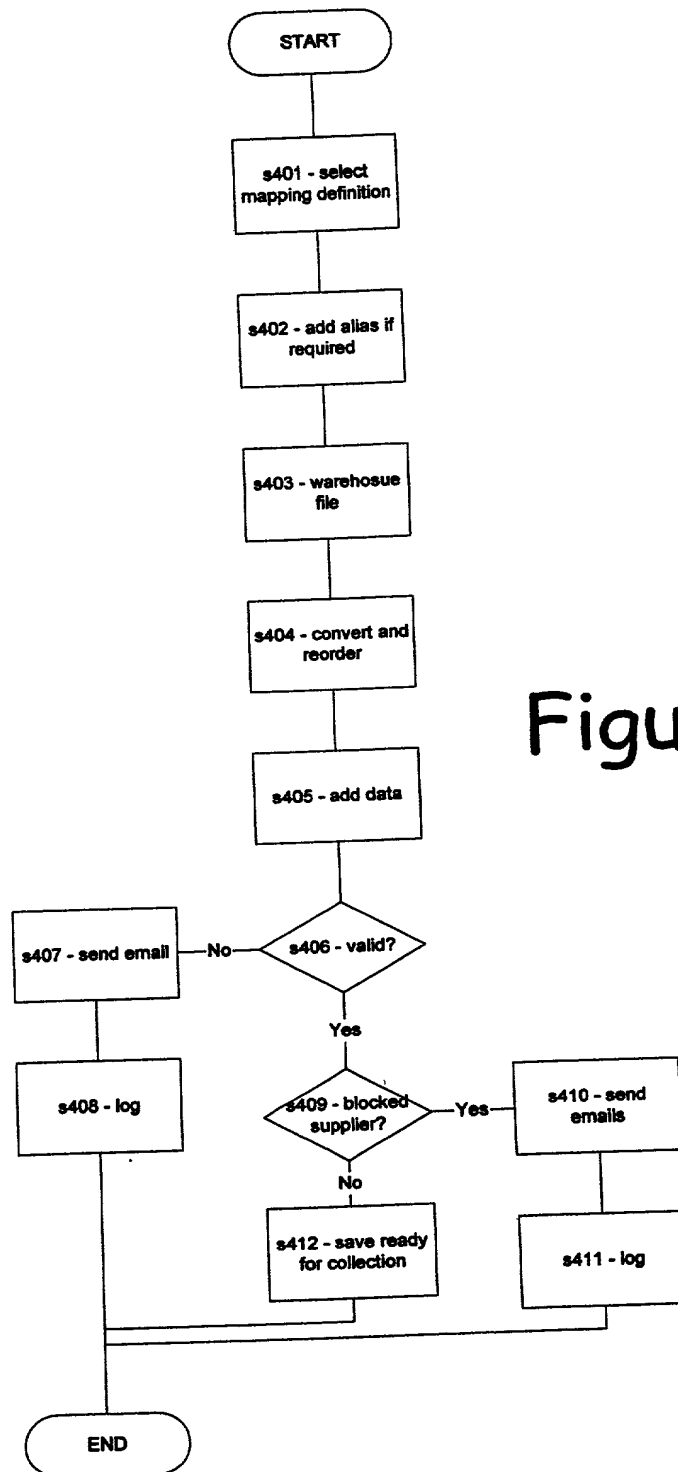 START
s401 - select
mapping definition
s402 - add alias if
required
s403 - warehosue
file
s404 - convert and
reorder
Figu
s405 - add data
s406 - valid?
No
s407 - send email
Yes
s408 - log
s409 - blocked
supplier?
Yes
s410 - send
emails
No
s412 - save ready
for collection
s411 - log
END